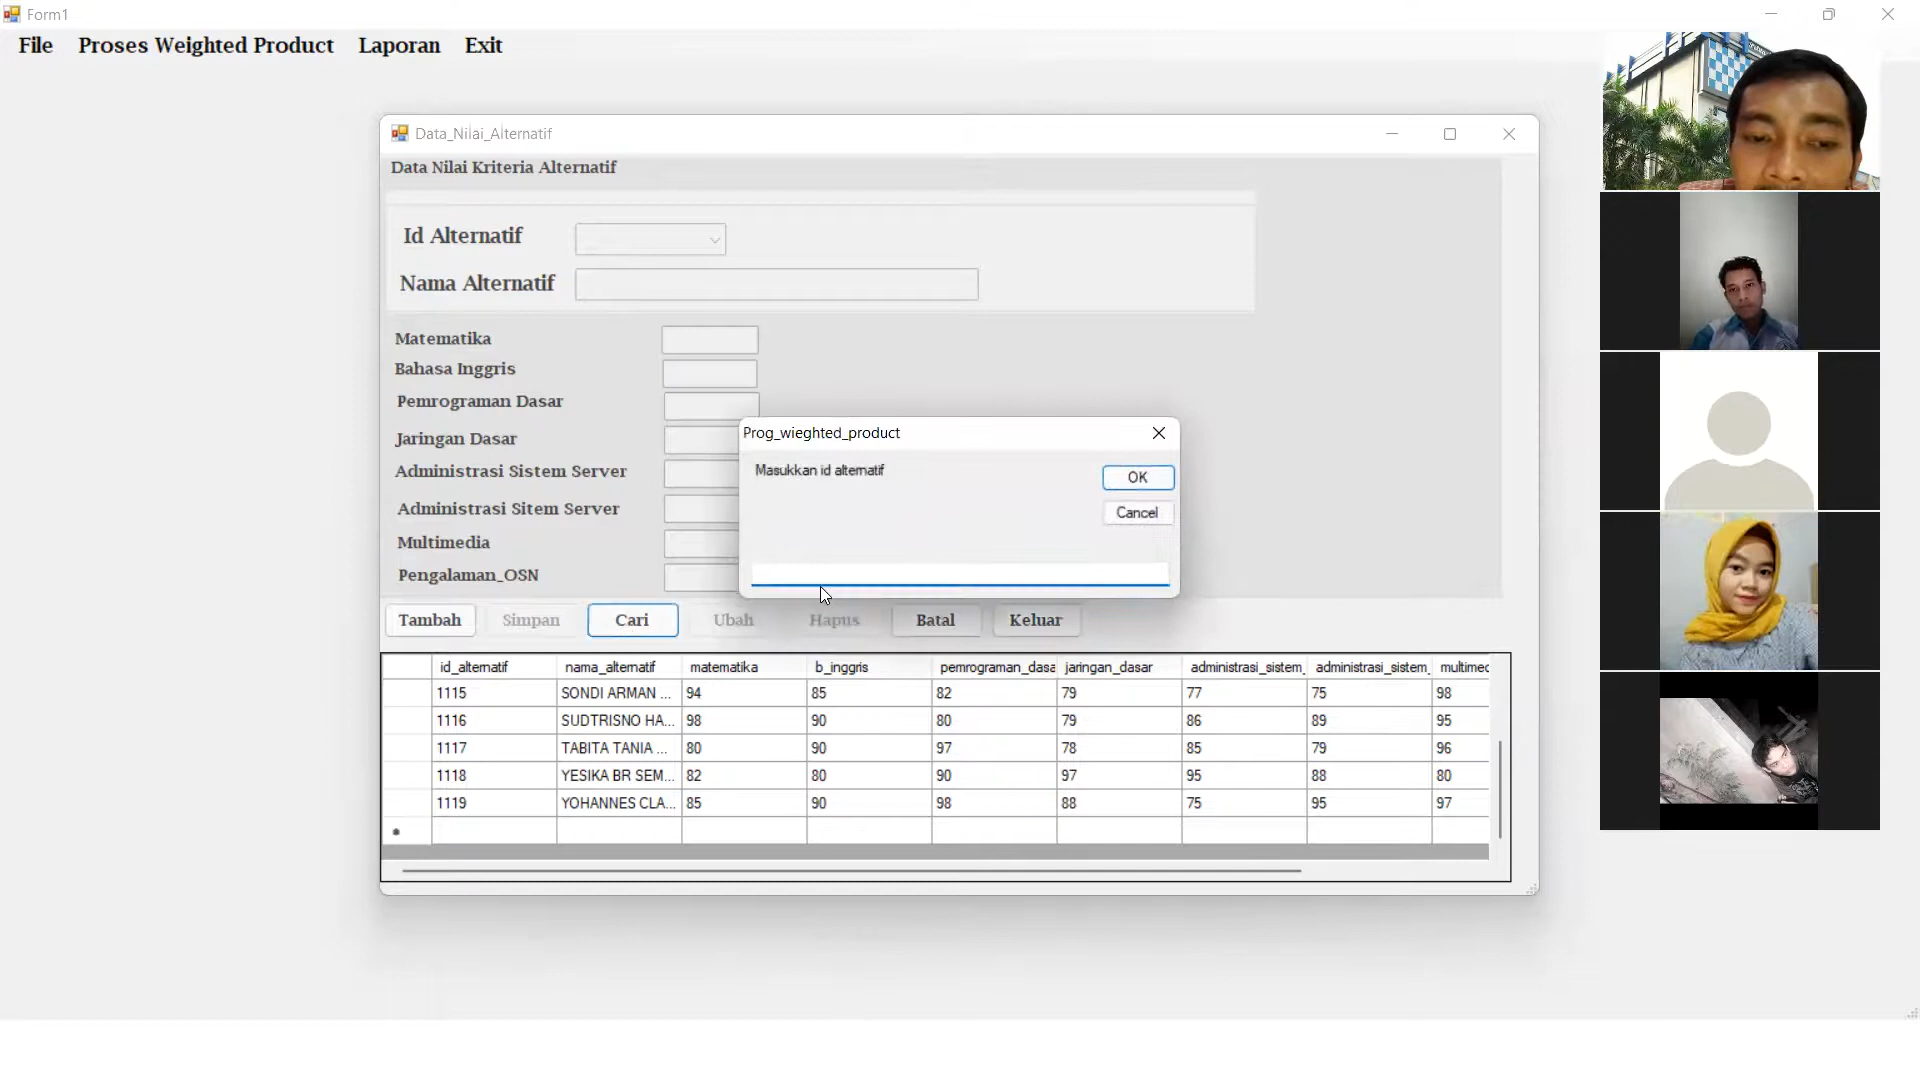 Form1
File Proses Weighted Product Laporan Exit
Data_Nilai_Alternatif
Data Nilai Kriteria Alternatif
Id Alternatif
Nama Alternatif
Matematika
Bahasa Inggris
Pemrograman Dasar
Jaringan Dasar
Administrasi Sistem Server
Administrasi Sitem Server
Multimedia
Pengalaman_OSN
Prog_wieghted_product
Masukkan id alternatif
OK
Cancel
Tambah Simpan Cari Ubah Hapus Batal Keluar
id_alternatif nama_alternatif matematika b_inggris pemrograman_dasa jaringan_dasar administrasi_sistem_ administrasi_sistem_ multimed
1115 SONDI ARMAN ... 94 85 82 79 77 75 98
1116 SUDTRISNO HA... 98 90 80 79 86 89 95
1117 TABITA TANIA ... 80 90 97 78 85 79 96
1118 YESIKA BR SEM... 82 80 90 97 95 88 80
1119 YOHANNES CLA... 85 90 98 88 75 95 97